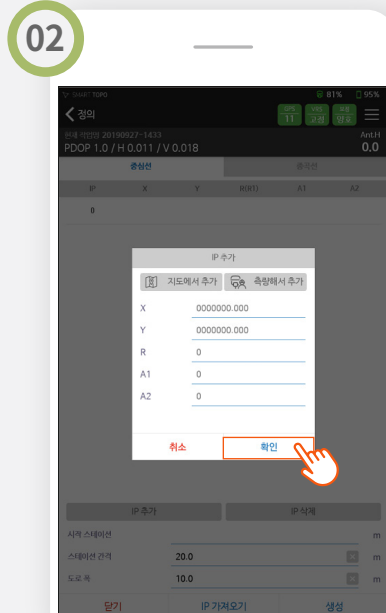 02
SMART TOPO 81% 95%
정의 GPS 11 VRS 고정 보정 양호
현재 작업명 20190927-1433 Ant.H
PDOP 1.0 / H 0.011 / V 0.018 0.0
중심선 종곡선
IP X Y R(R1) A1 A2
0
IP 추가
지도에서 추가 측량해서 추가
X 0000000.000
Y 0000000.000
R 0
A1 0
A2 0
취소 확인
IP 추가 IP 삭제
시작 스테이션 m
스테이션 간격 20.0 m
도로 폭 10.0 m
닫기 IP 가져오기 생성